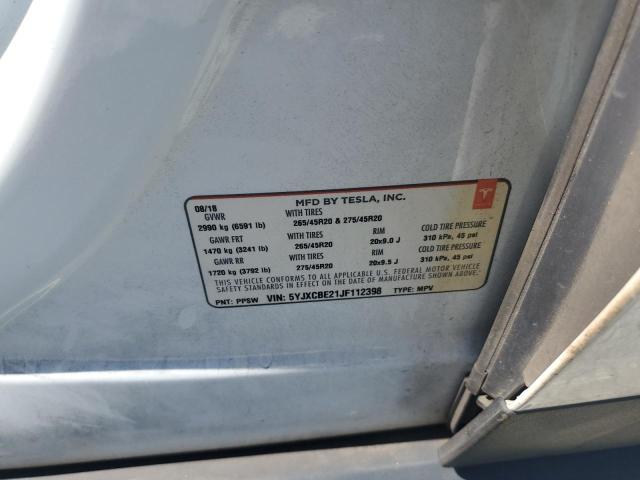 MFD BY TESLA, INC.
08/18
GVWR WITH TIRES
2990 kg (6591 lb) 265/45R20 & 275/45R20
GAWR FRT WITH TIRES RIM COLD TIRE PRESSURE
1470 kg (3241 lb) 265/45R20 20x9.0 J 310 kPa, 45 psi
GAWR RR WITH TIRES RIM COLD TIRE PRESSURE
1720 kg (3792 lb) 275/45R20 20x9.5 J 310 kPa, 45 psi
THIS VEHICLE CONFORMS TO ALL APPLICABLE U.S. FEDERAL MOTOR VEHICLE
SAFETY STANDARDS IN EFFECT ON THE DATE OF MANUFACTURE SHOWN ABOVE.
PNT: PPSW VIN: 5YJXCBE21JF112398 TYPE: MPV